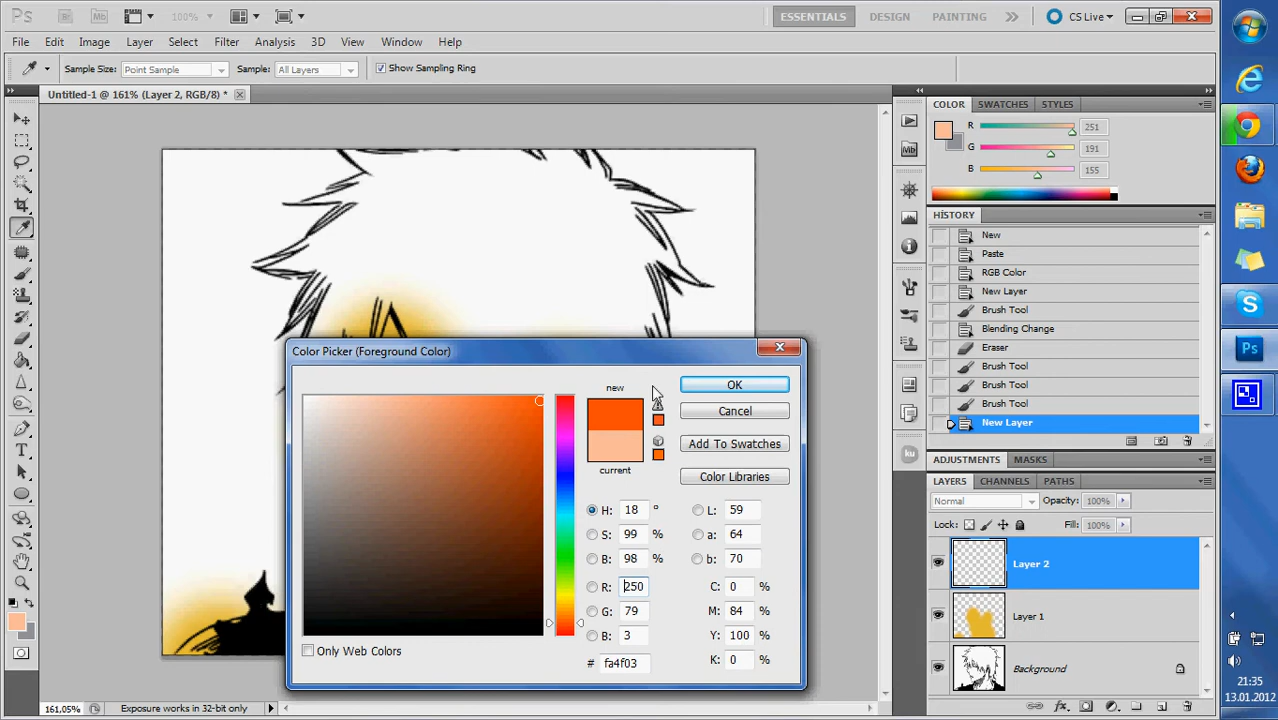 Ps Br Mb 100% ESSENTIALS DESIGN PAINTING CS Live
File Edit Image Layer Select Filter Analysis 3D View Window Help
Sample Size: Point Sample Sample: All Layers Show Sampling Ring
Untitled-1 @ 161% (Layer 2, RGB/8) *
COLOR SWATCHES STYLES
R 251
G 191
B 155
Mb
HISTORY
New
Paste
RGB Color
New Layer
Brush Tool
Blending Change
Eraser
Brush Tool
Brush Tool
Brush Tool
New Layer
ku
ADJUSTMENTS MASKS
LAYERS CHANNELS PATHS
Normal Opacity: 100%
Lock: Fill: 100%
Layer 2
Layer 1
Background
fx
Color Picker (Foreground Color)
new
current
OK
Cancel
Add To Swatches
Color Libraries
H: 18 ° L: 59
S: 99 % a: 64
B: 98 % b: 70
R: 250 C: 0 %
G: 79 M: 84 %
B: 3 Y: 100 %
# fa4f03 K: 0 %
Only Web Colors
T
161,05% Exposure works in 32-bit only
Ps
21:35
13.01.2012